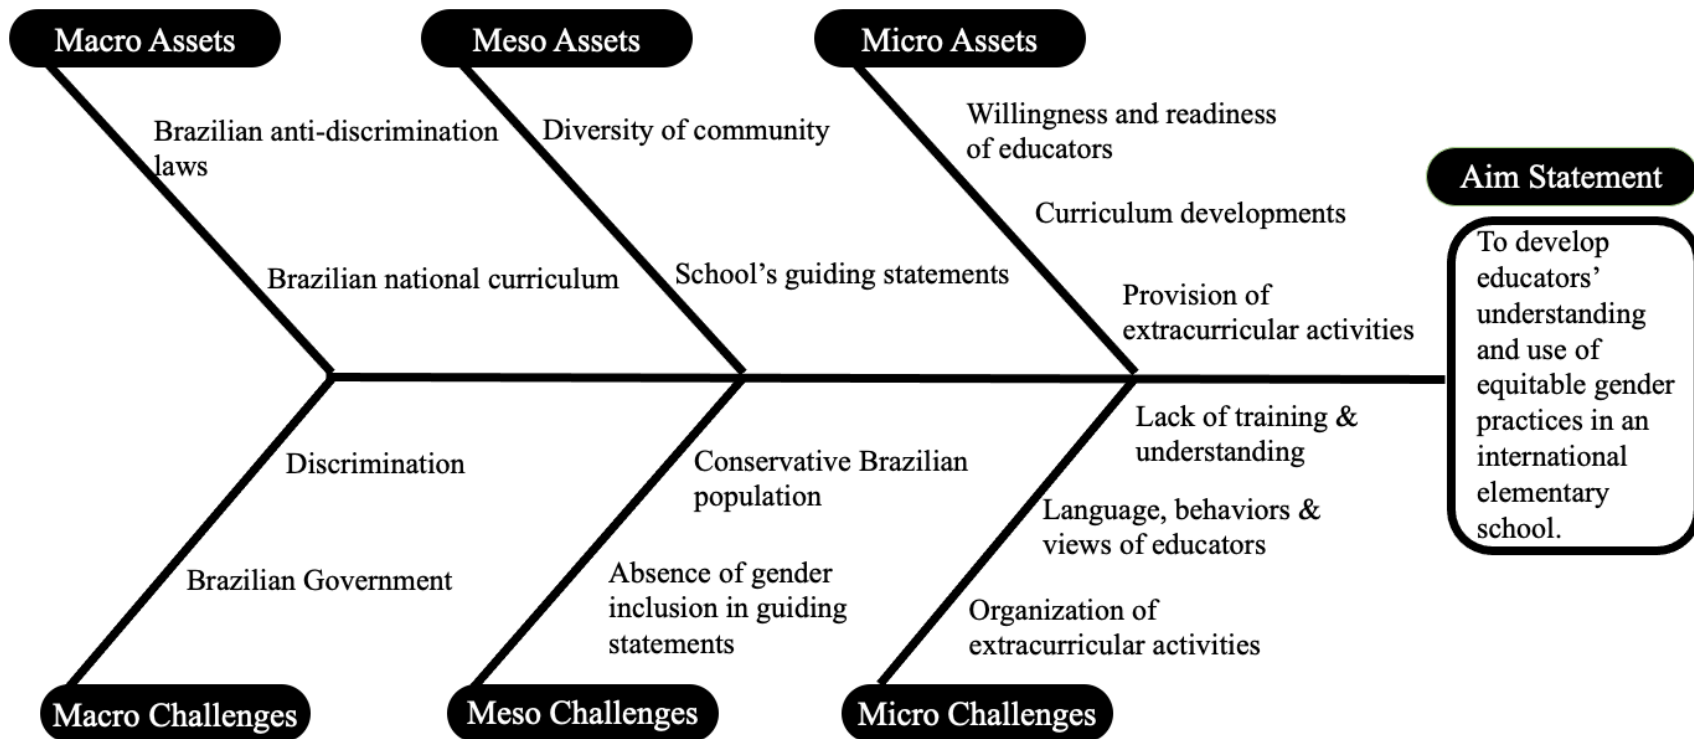 Macro Assets
Meso Assets
Micro Assets
Brazilian anti-discrimination
laws
Brazilian national curriculum
Diversity of community
School’s guiding statements
Willingness and readiness
of educators
Curriculum developments
Provision of
extracurricular activities
Aim Statement
To develop
educators’
understanding
and use of
equitable gender
practices in an
international
elementary
school.
Discrimination
Brazilian Government
Conservative Brazilian
population
Absence of gender
inclusion in guiding
statements
Lack of training &
understanding
Language, behaviors &
views of educators
Organization of
extracurricular activities
Macro Challenges
Meso Challenges
Micro Challenges